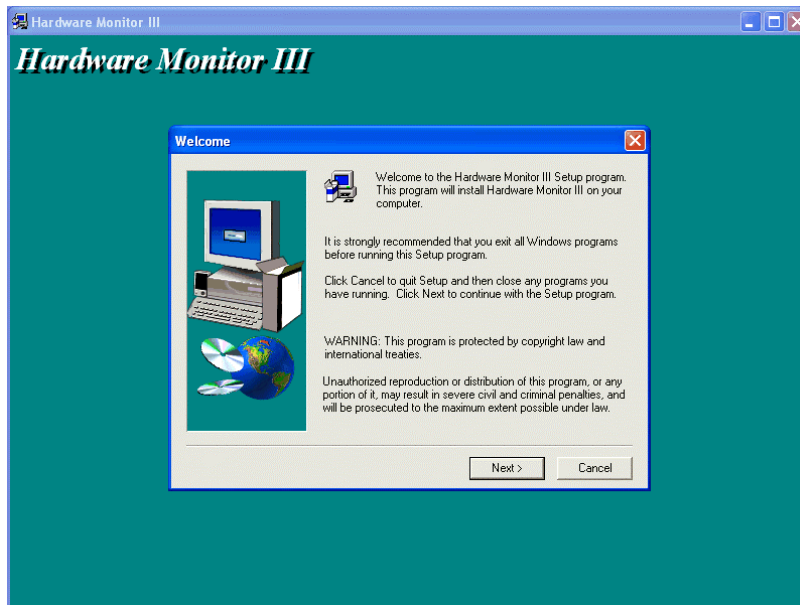 Hardware Monitor III
Hardware Monitor III
Welcome
Welcome to the Hardware Monitor III Setup program.
This program will install Hardware Monitor III on your
computer.
It is strongly recommended that you exit all Windows programs
before running this Setup program.
Click Cancel to quit Setup and then close any programs you
have running. Click Next to continue with the Setup program.
WARNING: This program is protected by copyright law and
international treaties.
Unauthorized reproduction or distribution of this program, or any
portion of it, may result in severe civil and criminal penalties, and
will be prosecuted to the maximum extent possible under law.
Next >
Cancel